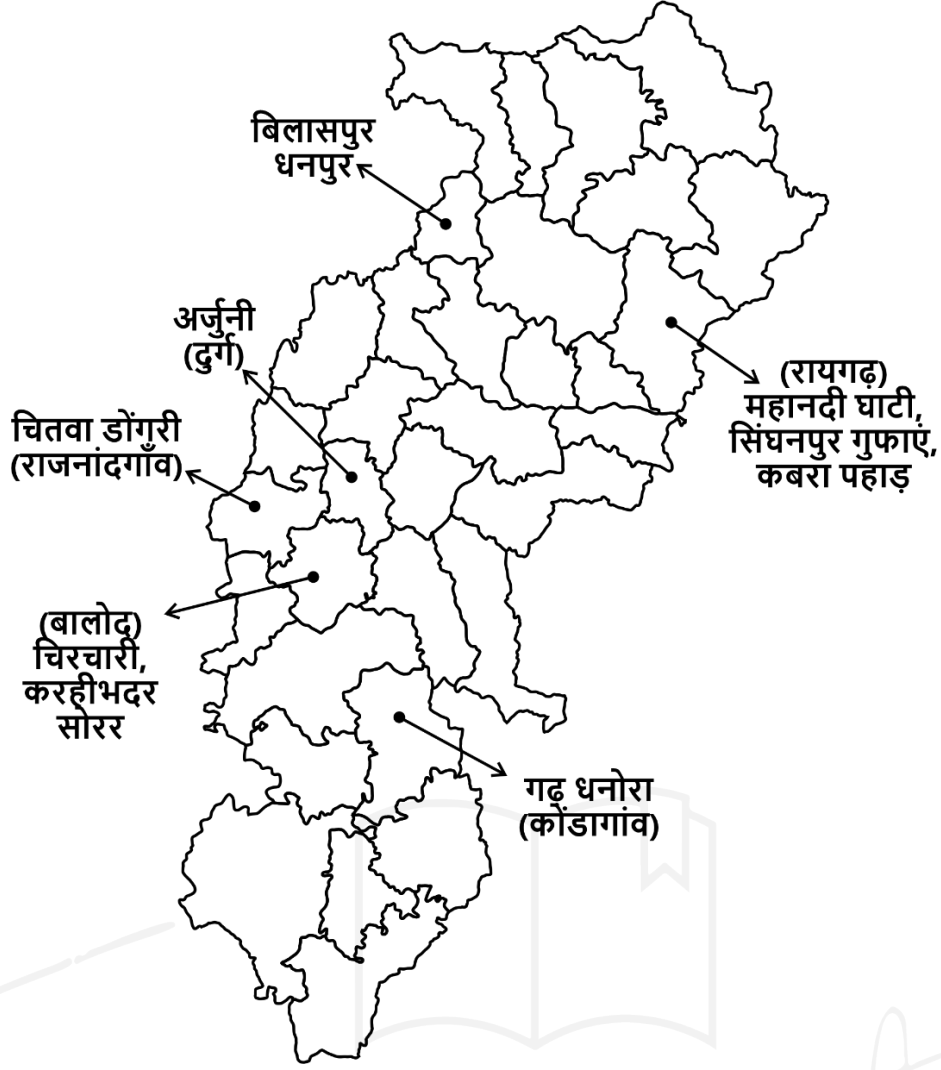 बिलासपुर
धनपुर
अर्जुनी
(दुर्ग)
(रायगढ़)
महानदी घाटी,
सिंघनपुर गुफाएं,
कबरा पहाड़
चितवा डोंगरी
(राजनांदगाँव)
(बालोद)
चिरचारी,
करहीभदर
सोरर
गढ़ धनोरा
(कोंडागांव)